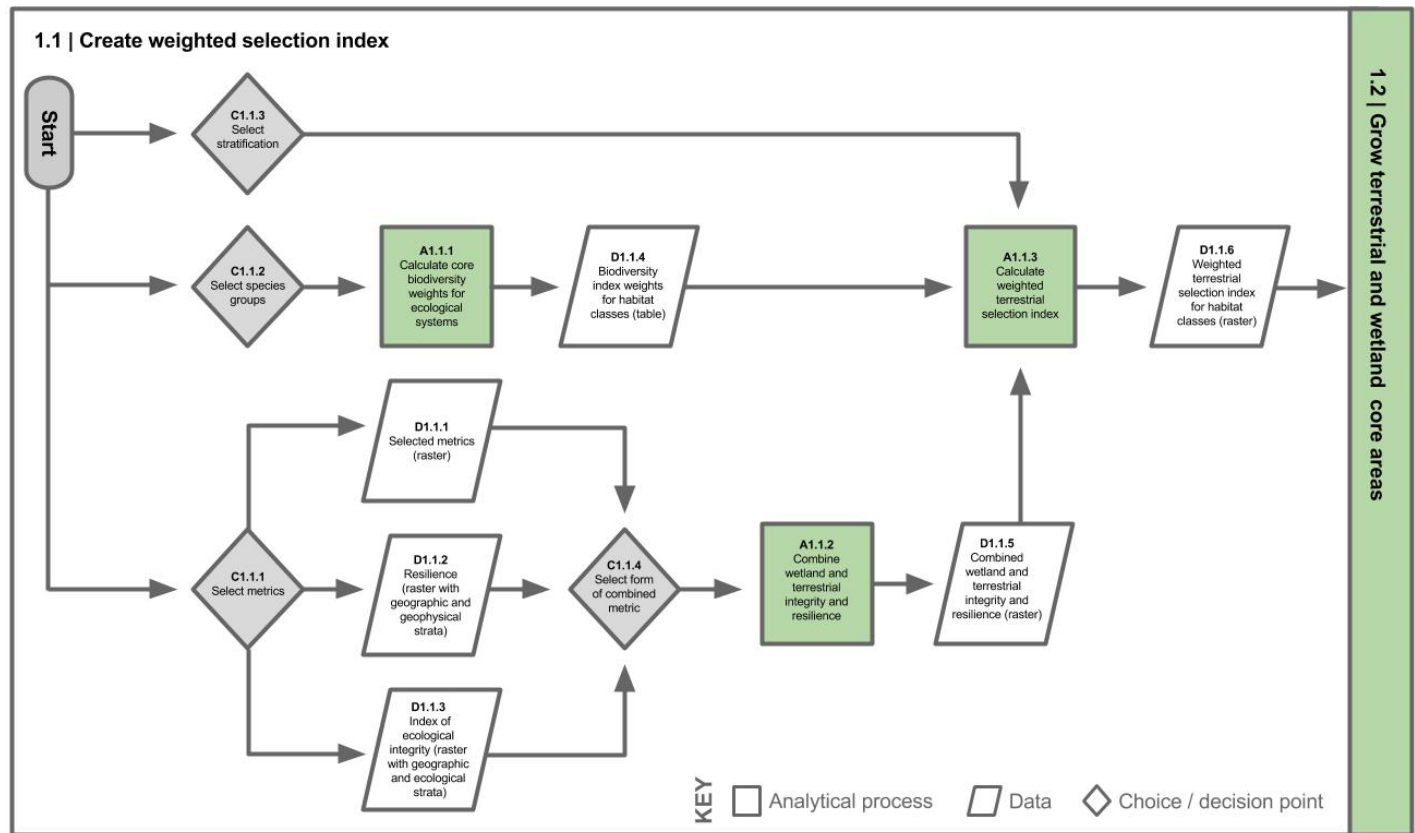 1.1 | Create weighted selection index
Start
C1.1.3
Select
stratification
C1.1.2
Select species
groups
A1.1.1
Calculate core
biodiversity
weights for
ecological
systems
D1.1.4
Biodiversity
index weights
for habitat
classes (table)
A1.1.3
Calculate
weighted
terrestrial
selection index
D1.1.6
Weighted
terrestrial
selection index
for habitat
classes (raster)
D1.1.1
Selected metrics
(raster)
C1.1.1
Select metrics
D1.1.2
Resilience
(raster with
geographic and
geophysical
strata)
C1.1.4
Select form
of combined
metric
A1.1.2
Combine
wetland and
terrestrial
integrity and
resilience
D1.1.5
Combined
wetland and
terrestrial
integrity and
resilience (raster)
D1.1.3
Index of
ecological
integrity (raster
with geographic
and ecological
strata)
KEY
Analytical process
Data
Choice / decision point
1.2 | Grow terrestrial and wetland core areas